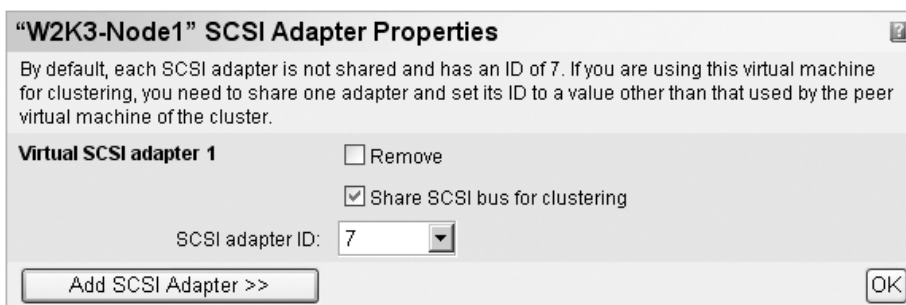 “W2K3-Node1” SCSI Adapter Properties
?
By default, each SCSI adapter is not shared and has an ID of 7. If you are using this virtual machine
for clustering, you need to share one adapter and set its ID to a value other than that used by the peer
virtual machine of the cluster.
Virtual SCSI adapter 1
Remove
Share SCSI bus for clustering
SCSI adapter ID: 7
Add SCSI Adapter >>
OK